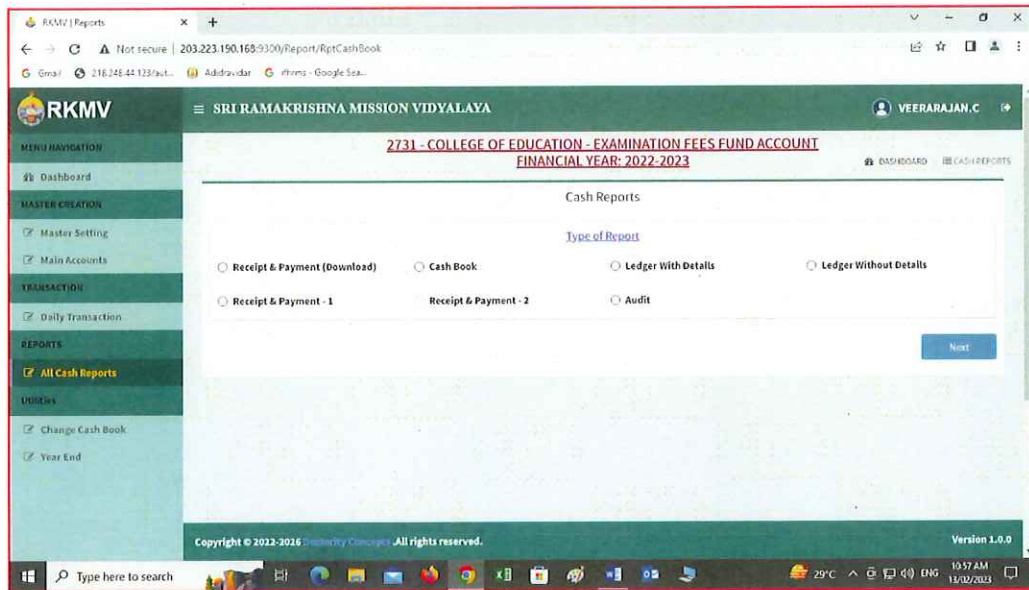 RKMV | Reports
Not secure | 203.223.190.168:9300/Report/RptCashBook
Gmail Adidravidar
RKMV
SRI RAMAKRISHNA MISSION VIDYALAYA
VEERARAJAN.C
MENU NAVIGATION
Dashboard
MASTER CREATION
Master Setting
Main Accounts
TRANSACTION
Daily Transaction
REPORTS
All Cash Reports
Utilities
Change Cash Book
Year End
2731 - COLLEGE OF EDUCATION - EXAMINATION FEES FUND ACCOUNT
FINANCIAL YEAR: 2022-2023
DASHBOARD CASH REPORTS
Cash Reports
Type of Report
Receipt & Payment (Download) Cash Book Ledger With Details Ledger Without Details
Receipt & Payment - 1 Receipt & Payment - 2 Audit
Next
Copyright © 2022-2026 Concepts .All rights reserved.
Version 1.0.0
Type here to search
29°C ENG
10:57 AM
13/02/2023